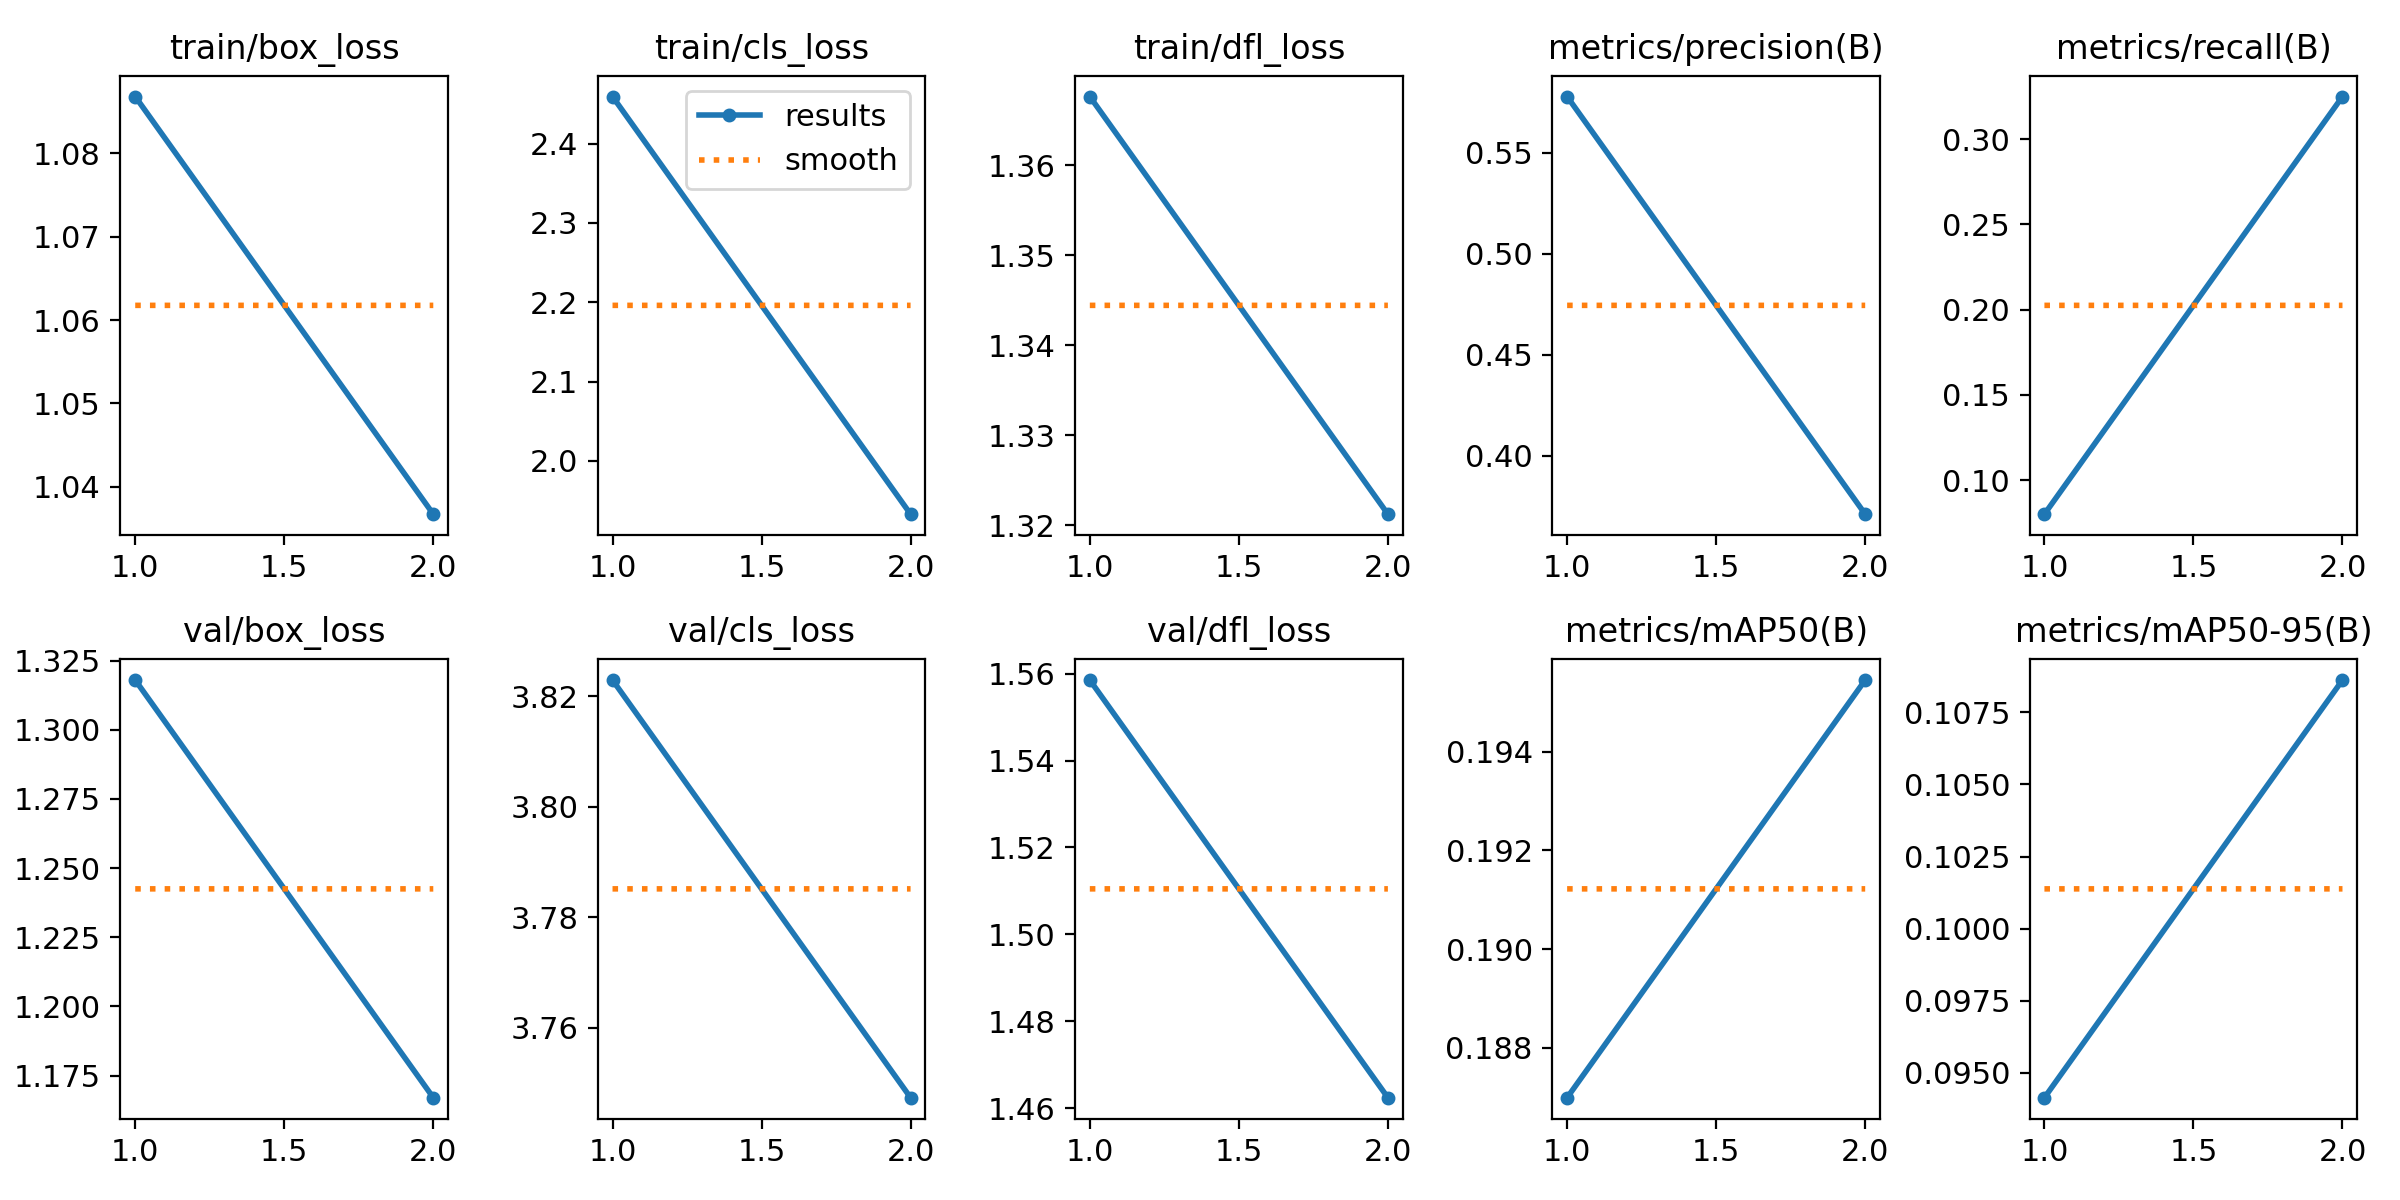 train/box_loss
1.08
1.07
1.06
1.05
1.04
1.0 1.5 2.0
train/cls_loss
results
smooth
2.4
2.3
2.2
2.1
2.0
1.0 1.5 2.0
train/dfl_loss
1.36
1.35
1.34
1.33
1.32
1.0 1.5 2.0
metrics/precision(B)
0.55
0.50
0.45
0.40
1.0 1.5 2.0
metrics/recall(B)
0.30
0.25
0.20
0.15
0.10
1.0 1.5 2.0
val/box_loss
1.325
1.300
1.275
1.250
1.225
1.200
1.175
1.0 1.5 2.0
val/cls_loss
3.82
3.80
3.78
3.76
1.0 1.5 2.0
val/dfl_loss
1.56
1.54
1.52
1.50
1.48
1.46
1.0 1.5 2.0
metrics/mAP50(B)
0.194
0.192
0.190
0.188
1.0 1.5 2.0
metrics/mAP50-95(B)
0.1075
0.1050
0.1025
0.1000
0.0975
0.0950
1.0 1.5 2.0